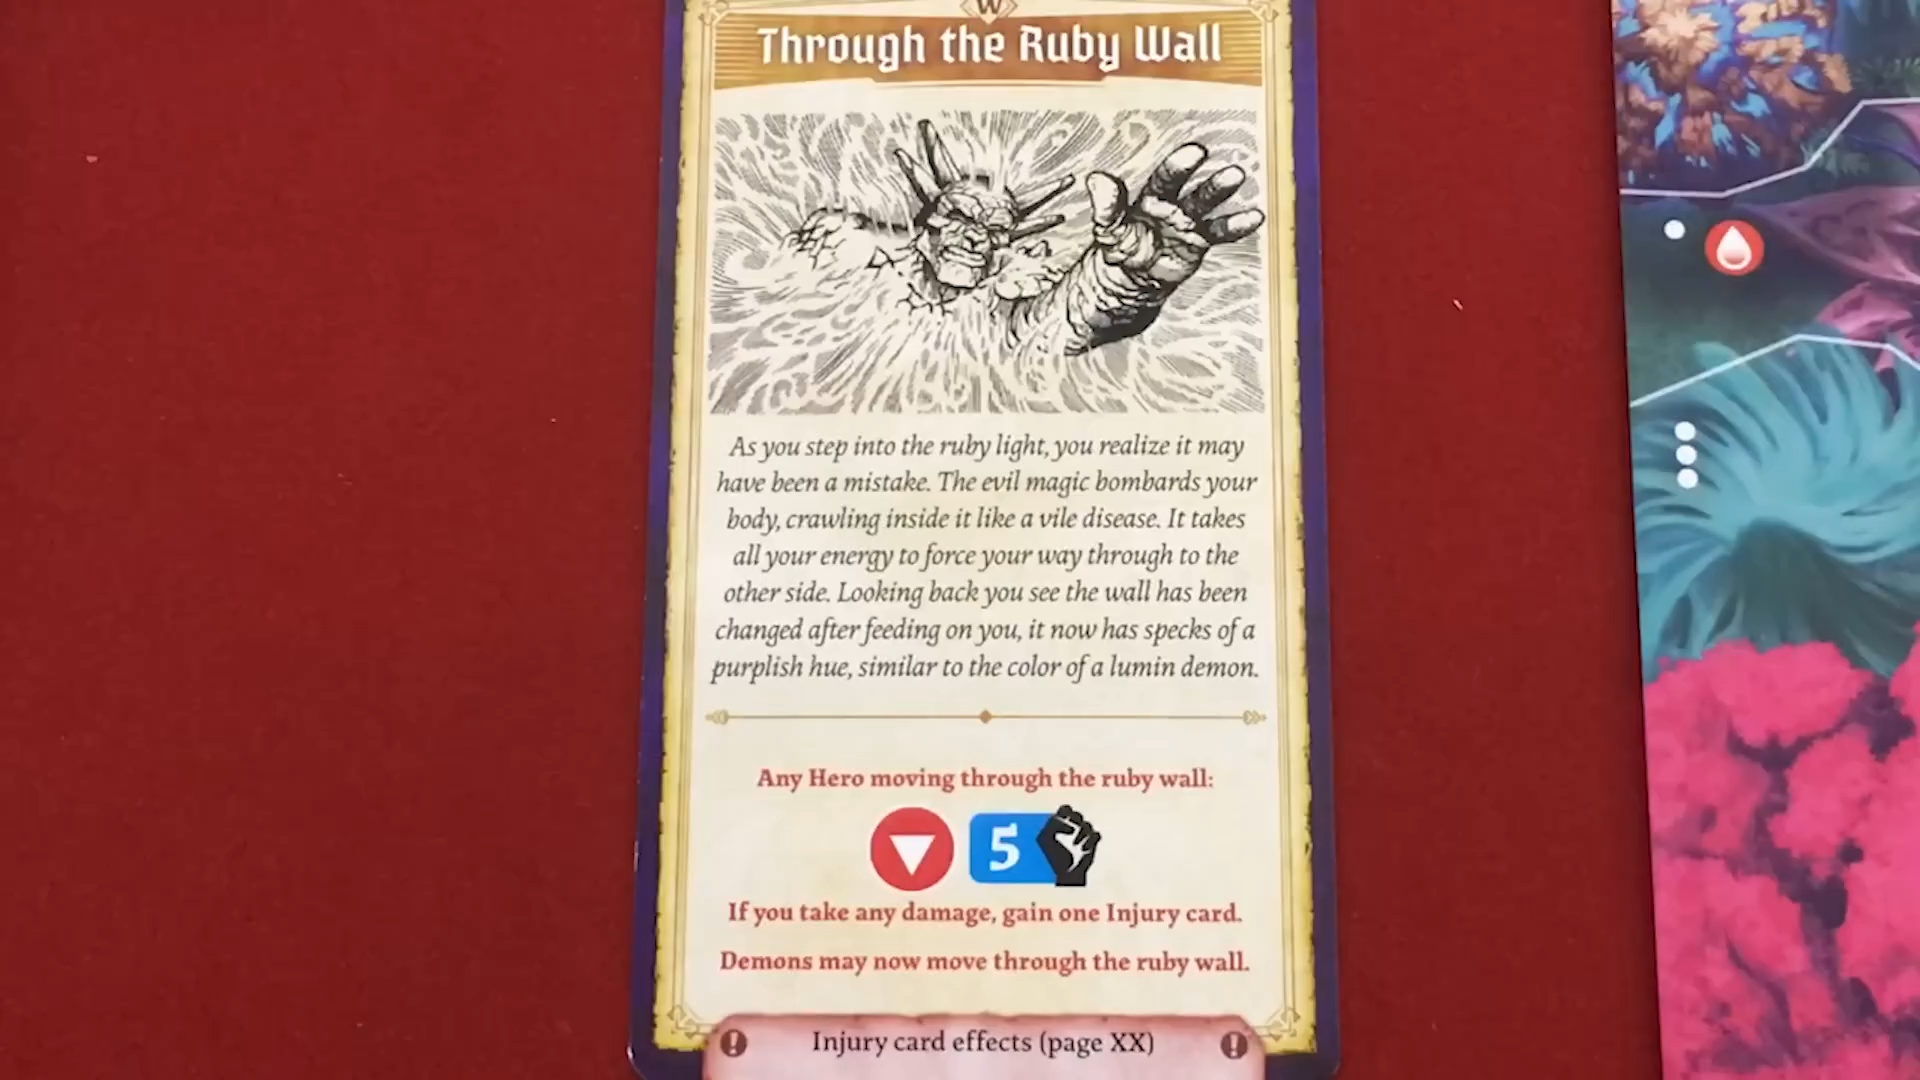 W
Through the Ruby Wall
As you step into the ruby light, you realize it may
have been a mistake. The evil magic bombards your
body, crawling inside it like a vile disease. It takes
all your energy to force your way through to the
other side. Looking back you see the wall has been
changed after feeding on you, it now has specks of a
purplish hue, similar to the color of a lumin demon.
Any Hero moving through the ruby wall:
5
If you take any damage, gain one Injury card.
Demons may now move through the ruby wall.
! Injury card effects (page XX) !